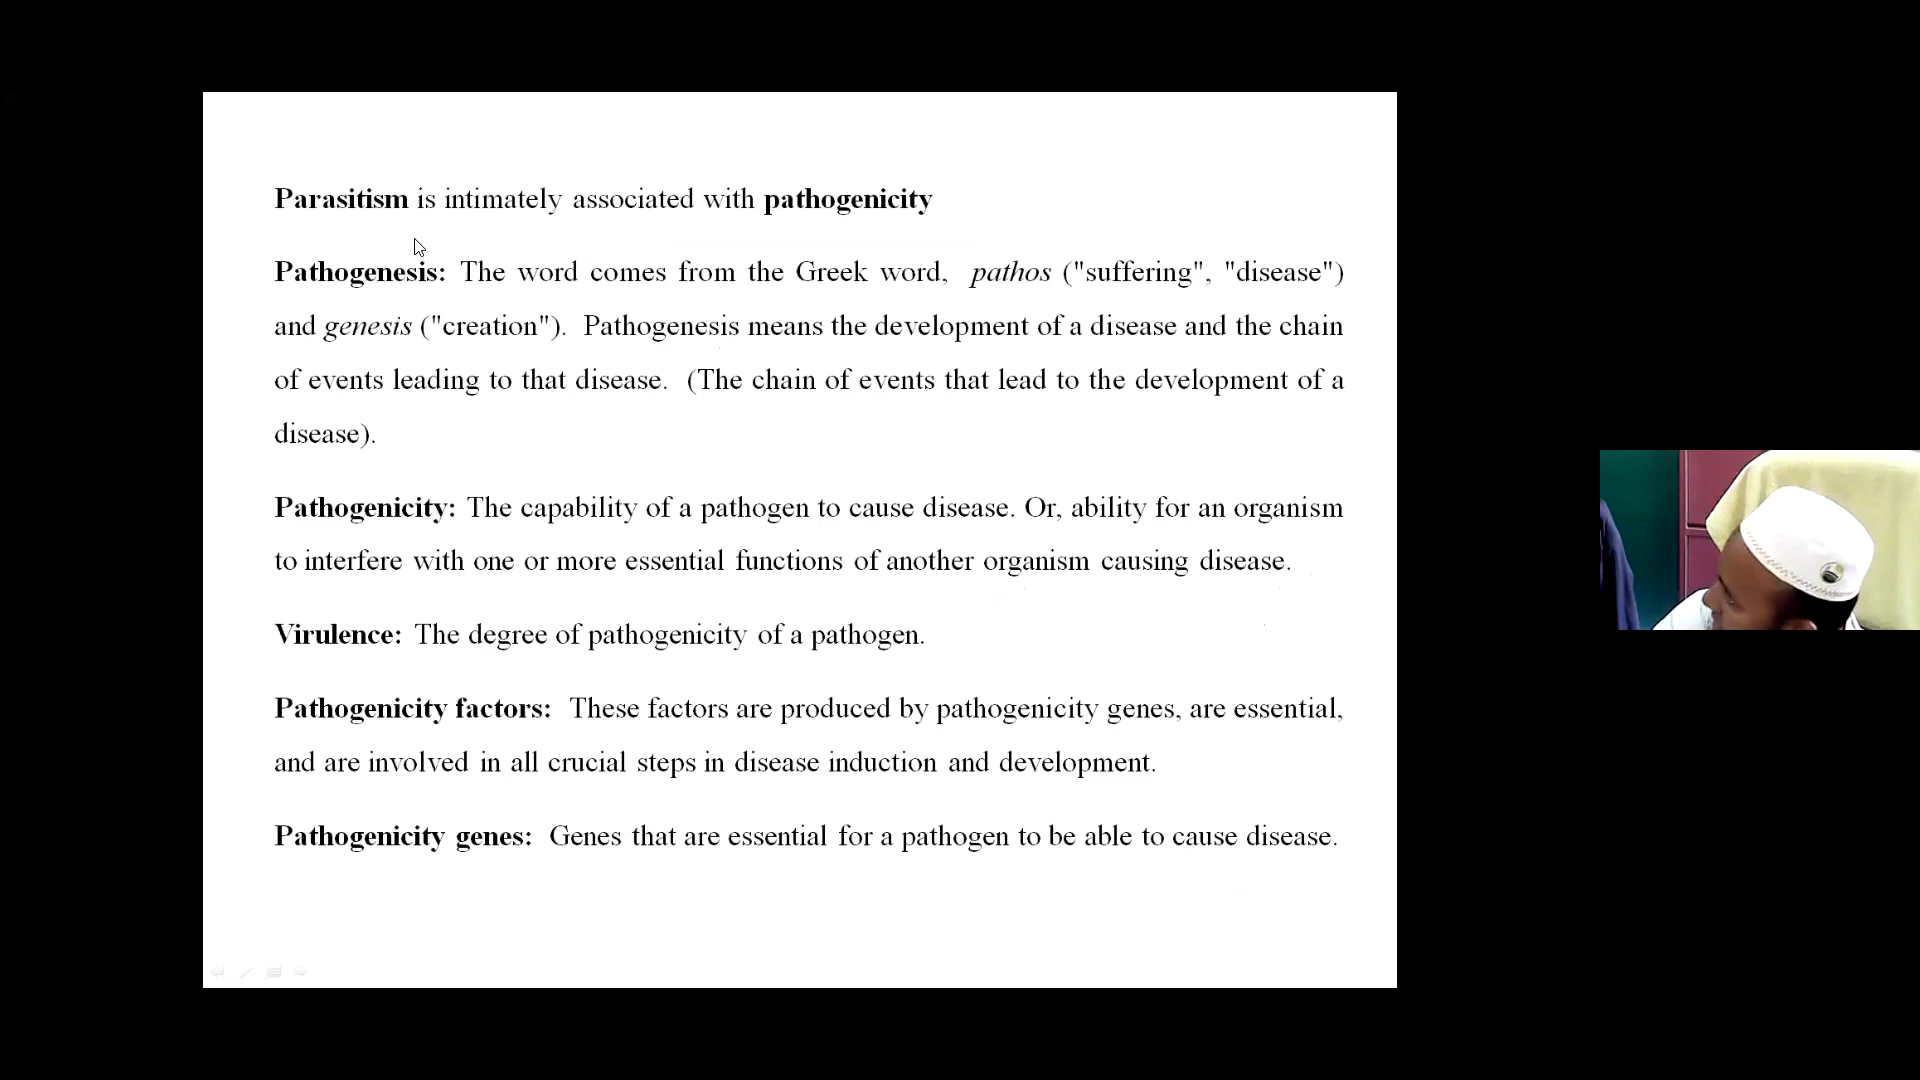 Parasitism is intimately associated with pathogenicity
Pathogenesis: The word comes from the Greek word, pathos ("suffering", "disease")
and genesis ("creation"). Pathogenesis means the development of a disease and the chain
of events leading to that disease. (The chain of events that lead to the development of a
disease).
Pathogenicity: The capability of a pathogen to cause disease. Or, ability for an organism
to interfere with one or more essential functions of another organism causing disease.
Virulence: The degree of pathogenicity of a pathogen.
Pathogenicity factors: These factors are produced by pathogenicity genes, are essential,
and are involved in all crucial steps in disease induction and development.
Pathogenicity genes: Genes that are essential for a pathogen to be able to cause disease.